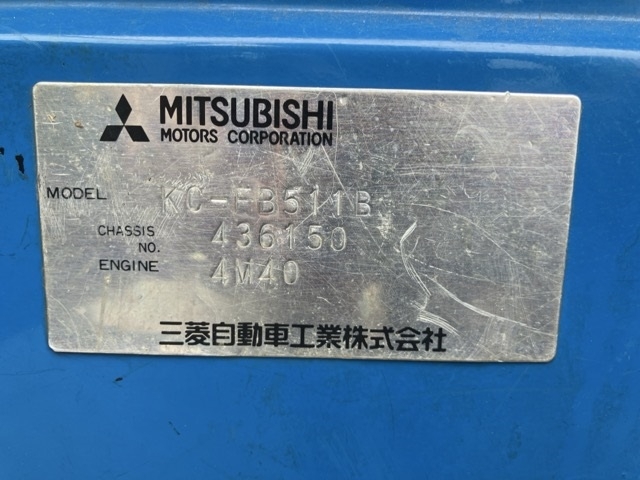 MITSUBISHI
MOTORS CORPORATION
MODEL KC-FB511B
CHASSIS NO. 436150
ENGINE 4M40
三菱自動車工業株式会社